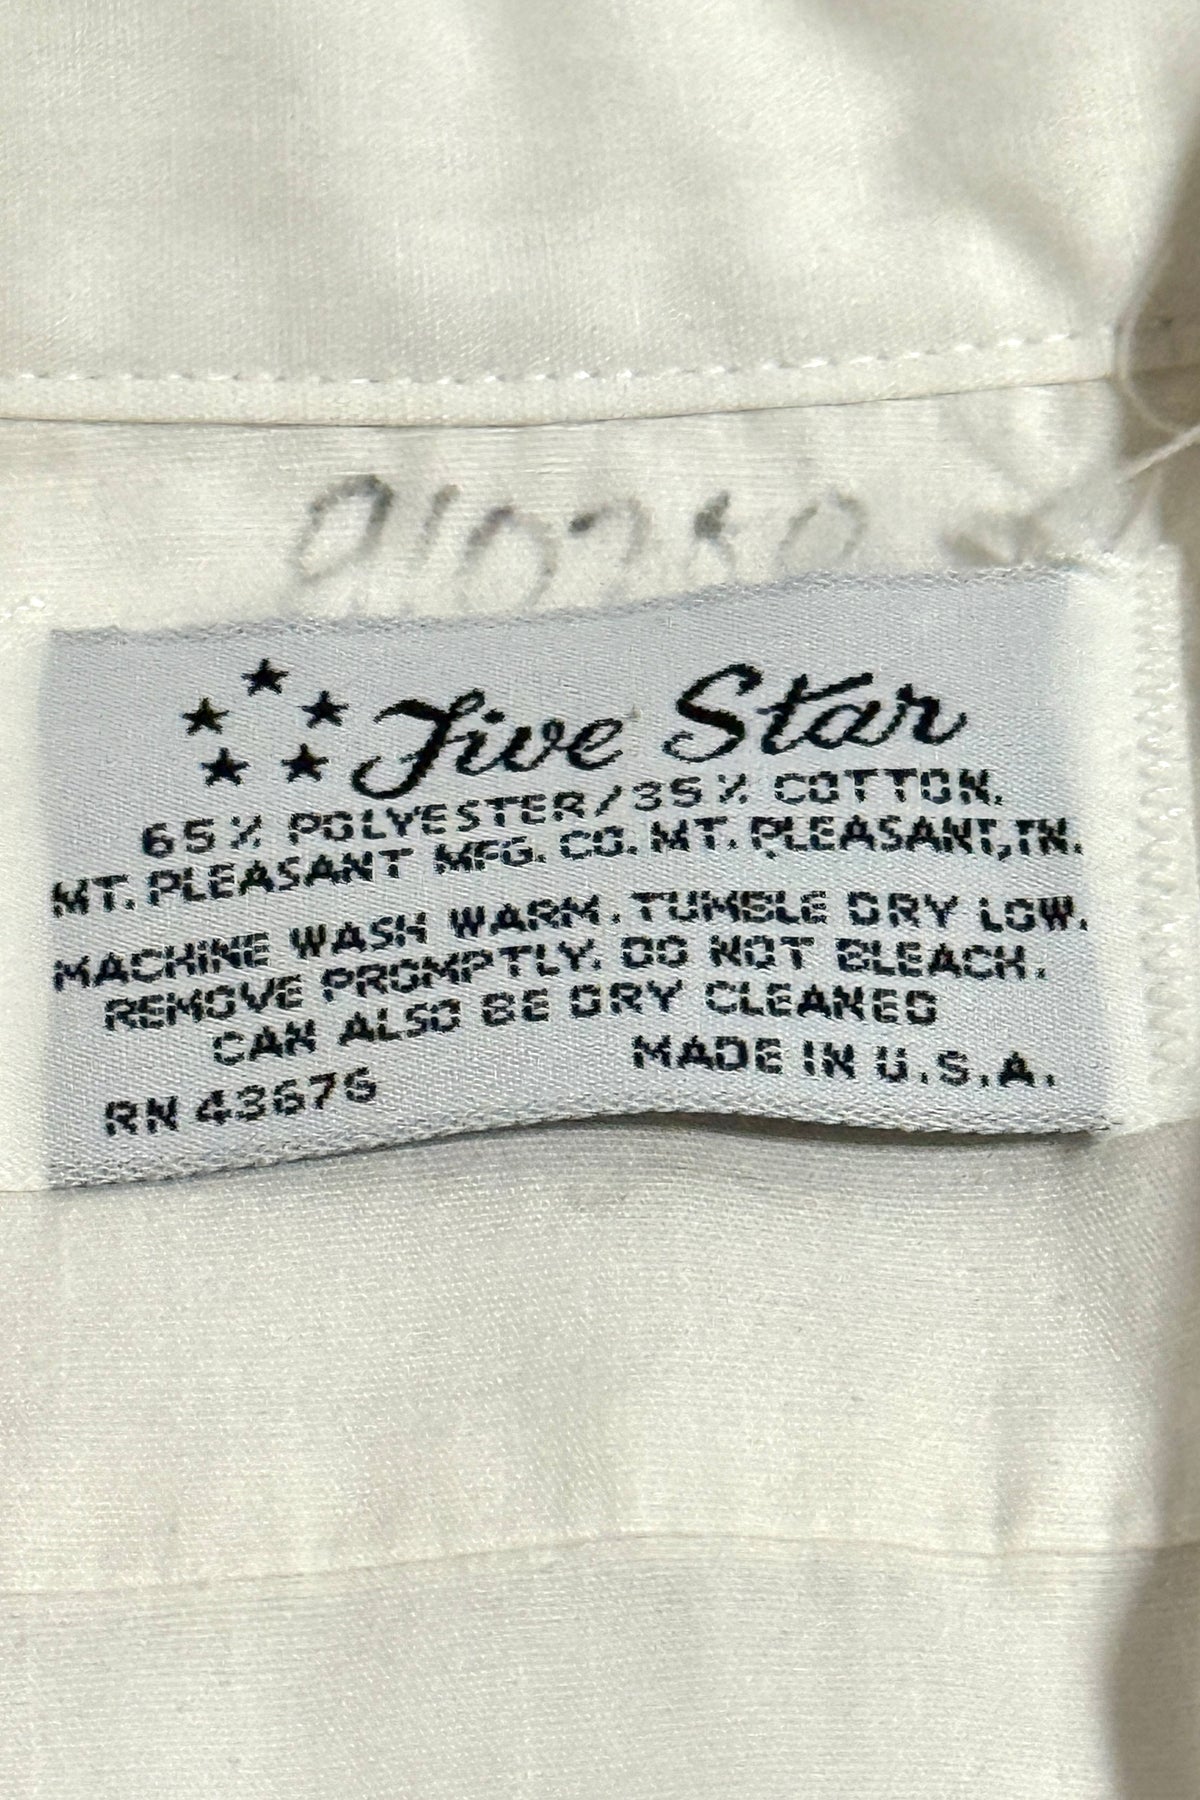 Five Star
65% POLYESTER/35% COTTON.
MT. PLEASANT MFG. CO. MT. PLEASANT, TN.
MACHINE WASH WARM. TUMBLE DRY LOW.
REMOVE PROMPTLY. DO NOT BLEACH.
CAN ALSO BE DRY CLEANED
MADE IN U.S.A.
RN 43676